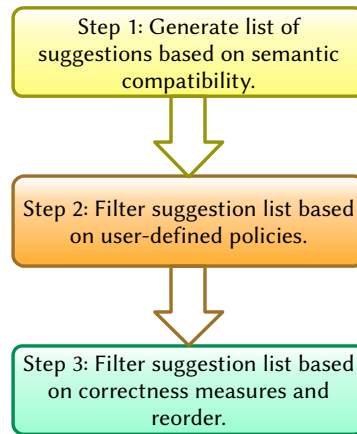 Step 1: Generate list of
suggestions based on semantic
compatibility.
Step 2: Filter suggestion list based
on user-defined policies.
Step 3: Filter suggestion list based
on correctness measures and
reorder.